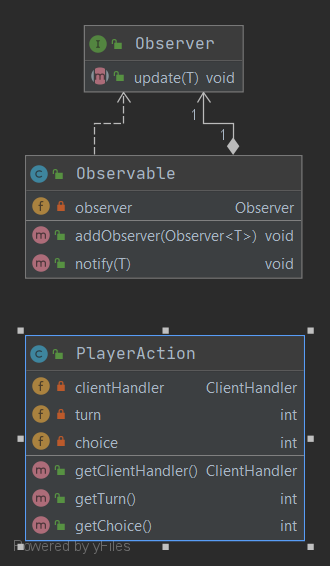 I Observer
m update(T) void
1
1
C Observable
f observer Observer
m addObserver(Observer<T>) void
m notify(T) void
C PlayerAction
f clientHandler ClientHandler
f turn int
f choice int
m getClientHandler() ClientHandler
m getTurn() int
m getChoice() int
Powered by yFiles